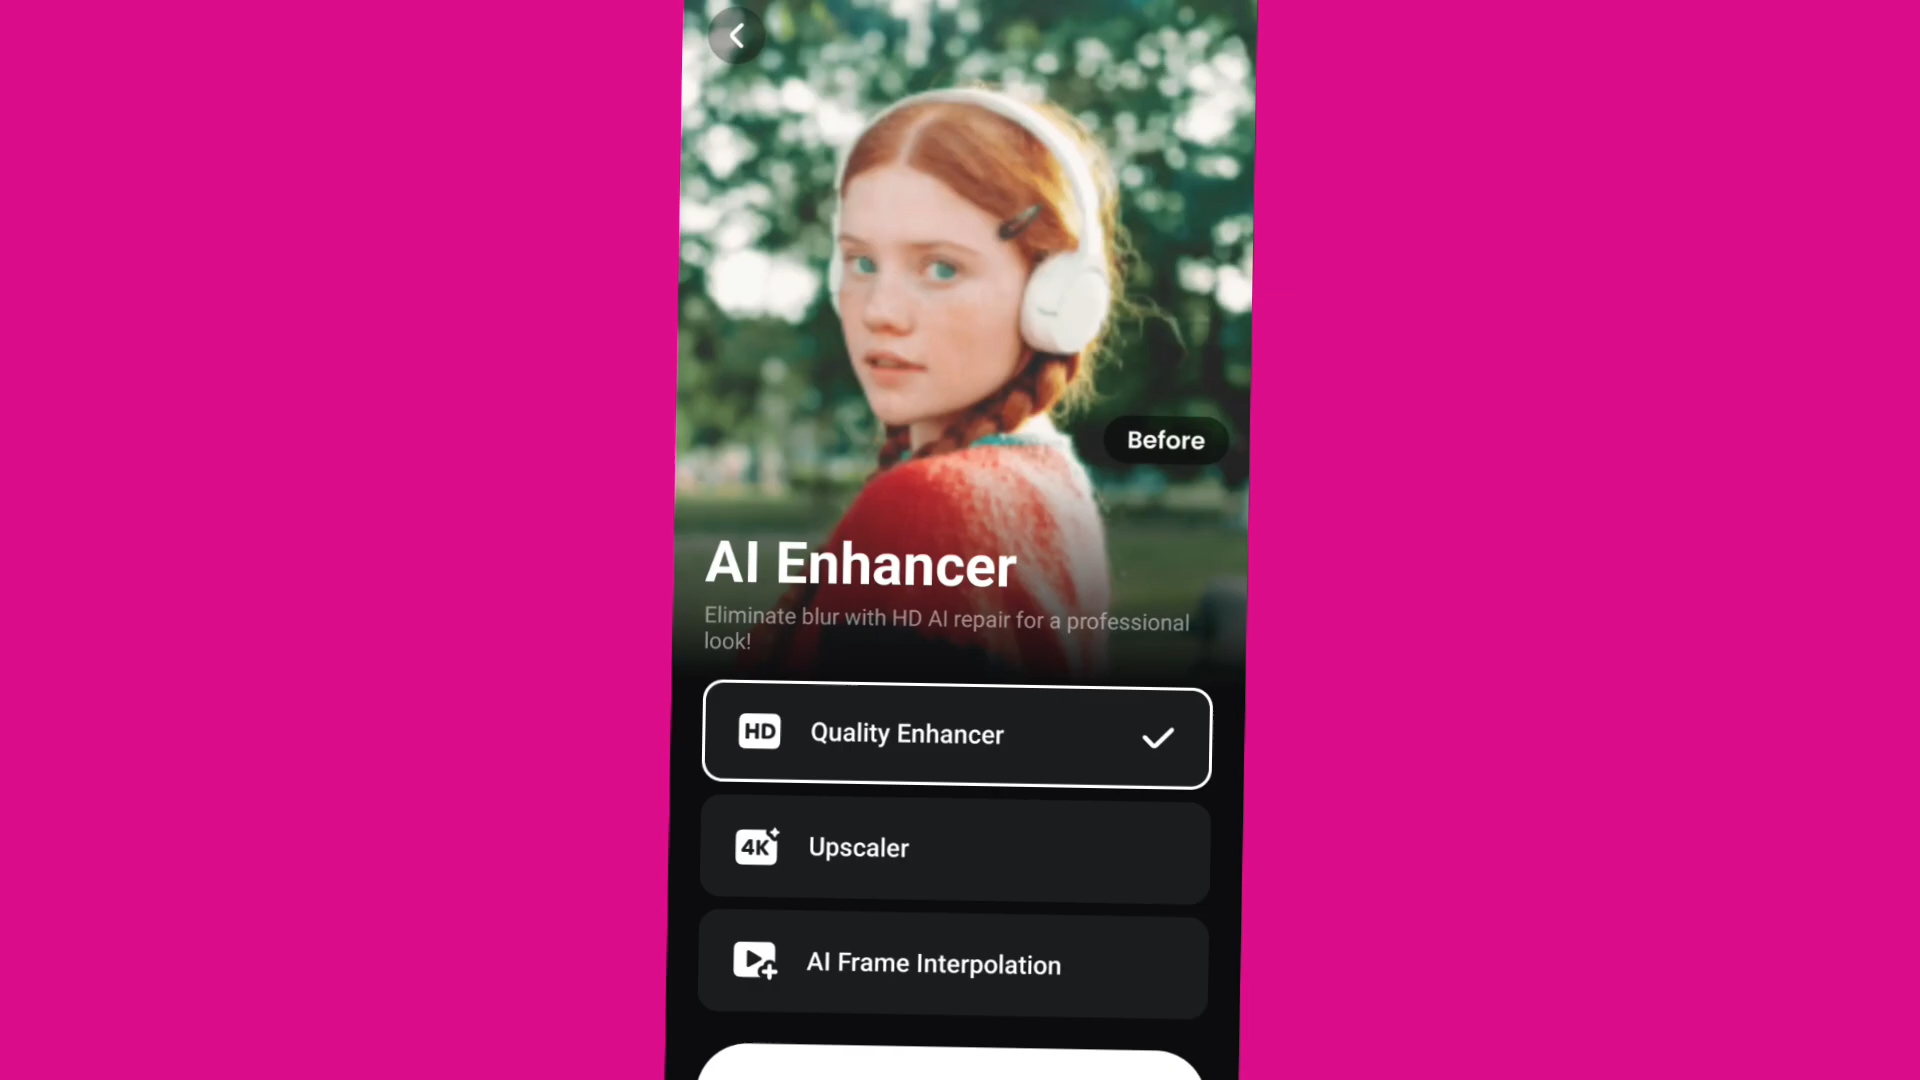 Before
AI Enhancer
Eliminate blur with HD AI repair for a professional
look!
HD Quality Enhancer
4K Upscaler
AI Frame Interpolation